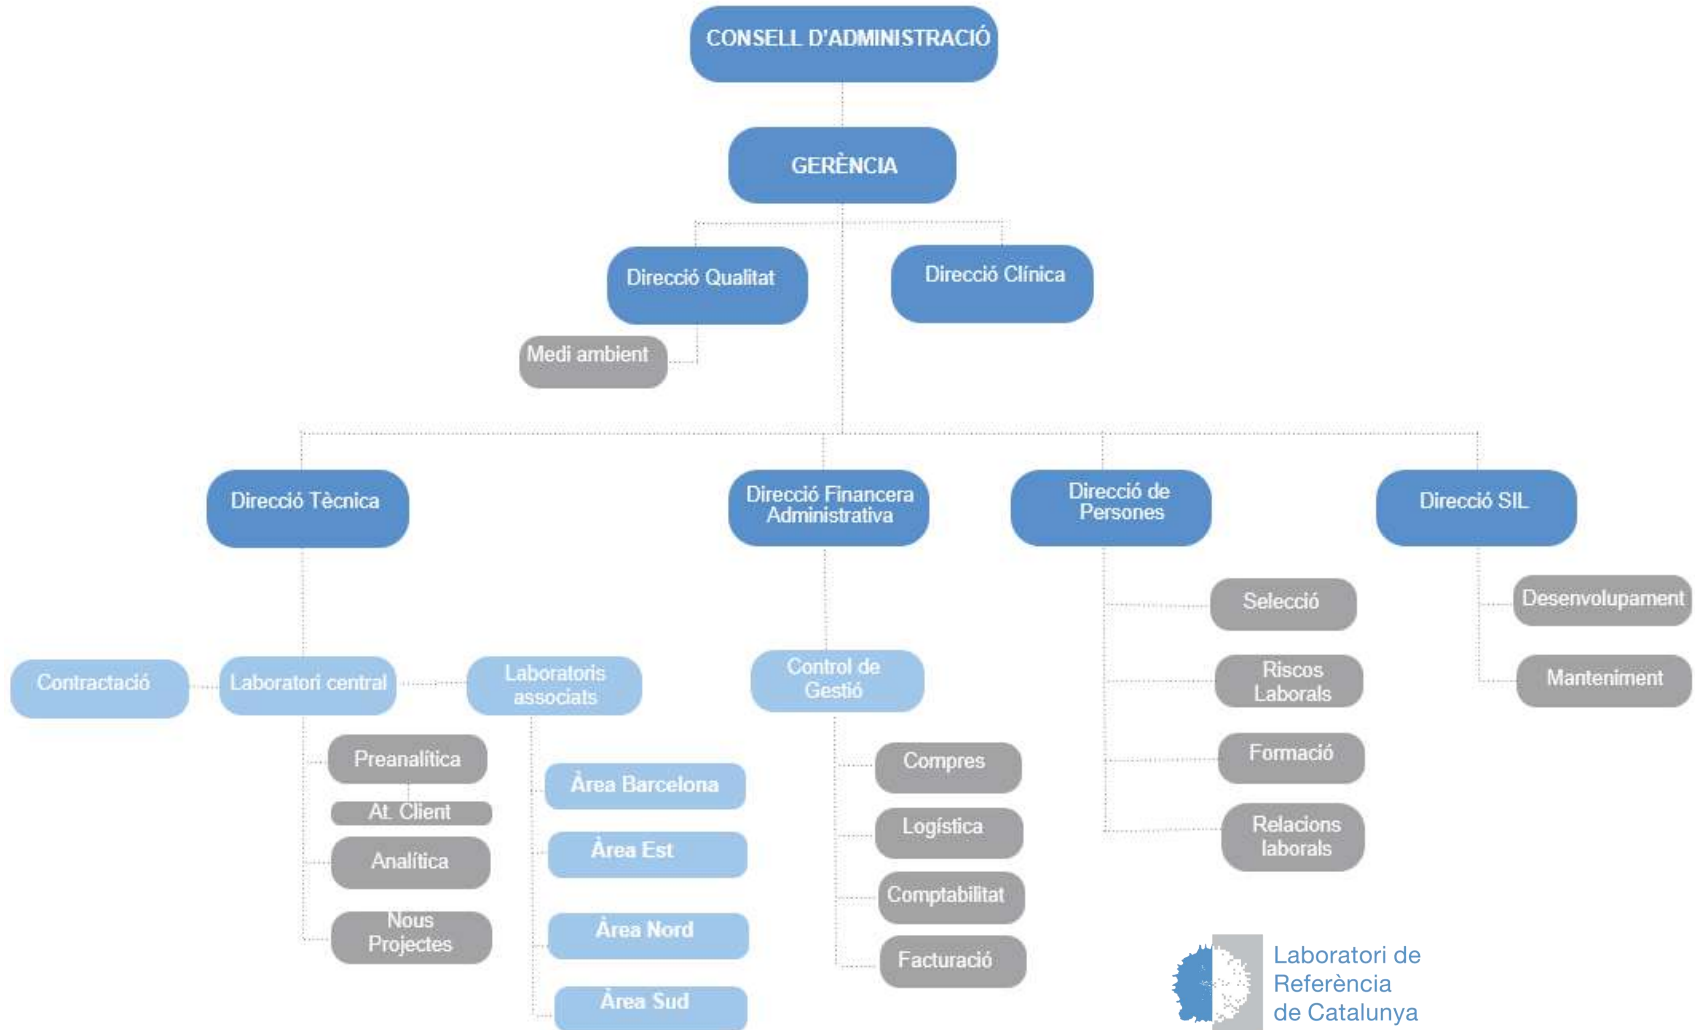 CONSELL D'ADMINISTRACIÓ
GERÈNCIA
Direcció Qualitat
Direcció Clínica
Medi ambient
Direcció Tècnica
Direcció Financera
Administrativa
Direcció de
Persones
Direcció SIL
Selecció
Desenvolupament
Contractació
Laboratori central
Laboratoris
associats
Control de
Gestió
Riscos
Laborals
Manteniment
Preanalítica
At. Client
Analítica
Nous
Projectes
Àrea Barcelona
Àrea Est
Àrea Nord
Àrea Sud
Compres
Logística
Comptabilitat
Facturació
Formació
Relacions
laborals
Laboratori de
Referència
de Catalunya